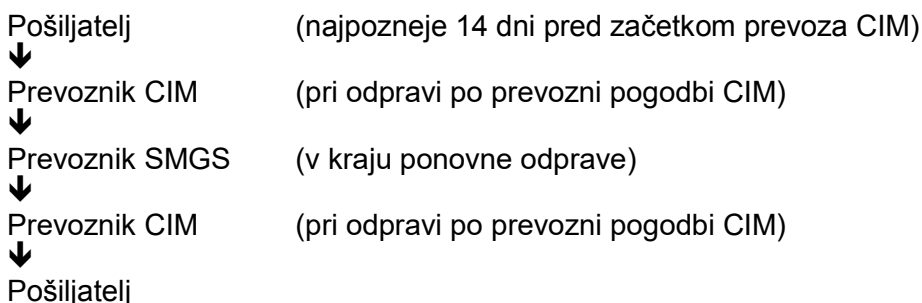 Pošiljatelj (najpozneje 14 dni pred začetkom prevoza CIM)
🡻
Prevoznik CIM (pri odpravi po prevozni pogodbi CIM)
🡻
Prevoznik SMGS (v kraju ponovne odprave)
🡻
Prevoznik CIM (pri odpravi po prevozni pogodbi CIM)
🡻
Pošiljatelj